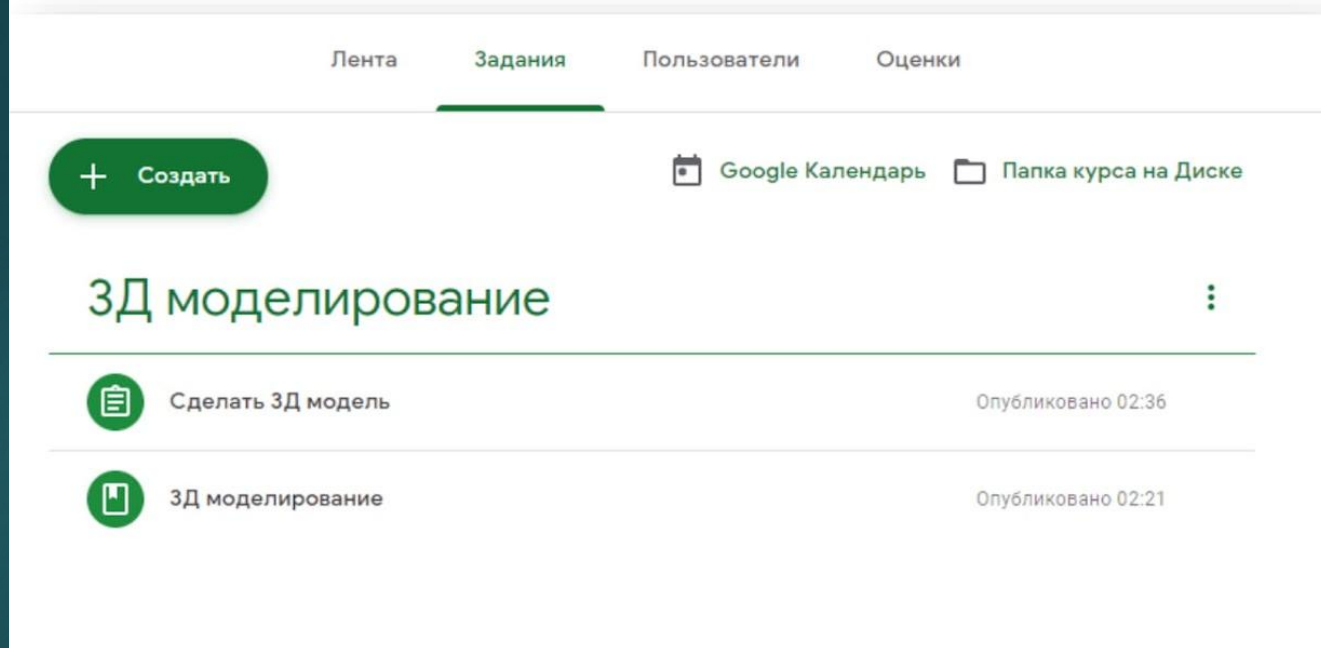 Лента Задания Пользователи Оценки
Создать Google Календарь Папка курса на Диске
3Д моделирование
Сделать 3Д модель Опубликовано 02:36
3Д моделирование Опубликовано 02:21